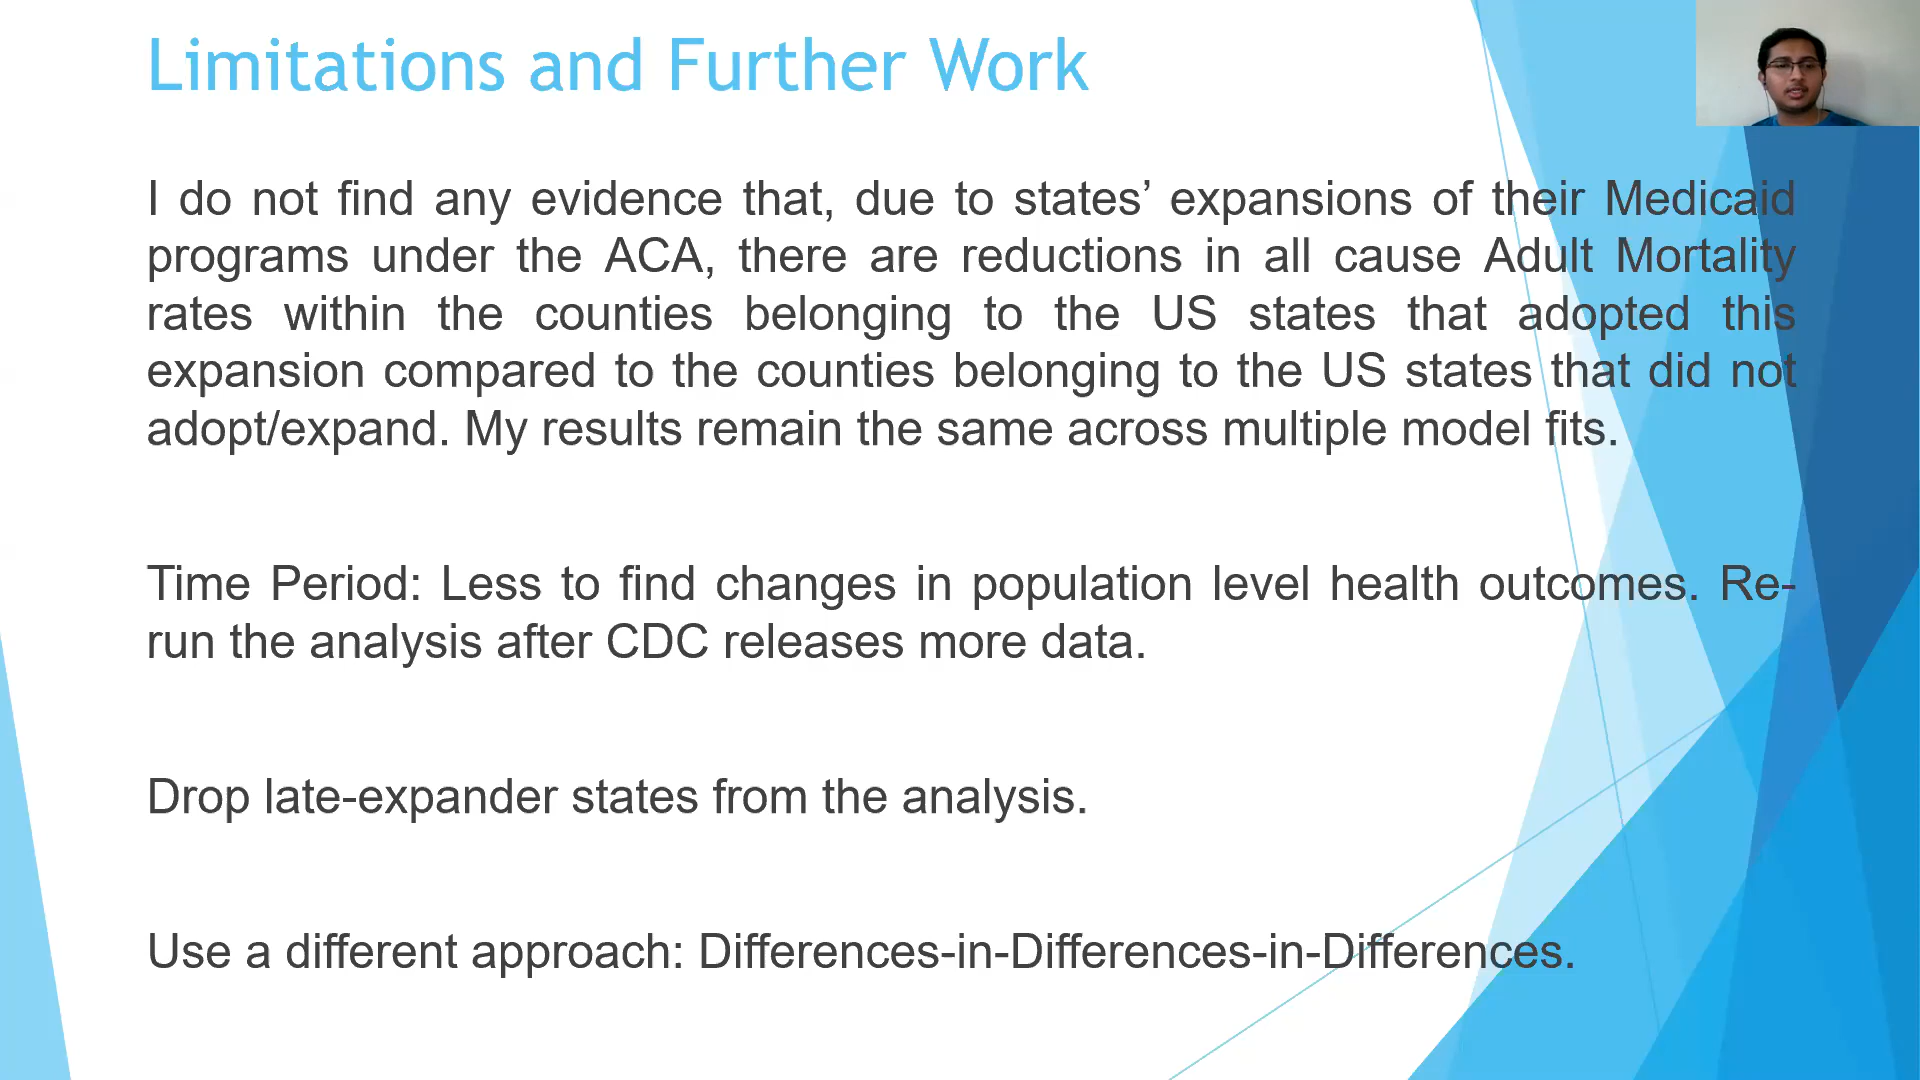 Limitations and Further Work
I do not find any evidence that, due to states’ expansions of their Medicaid
programs under the ACA, there are reductions in all cause Adult Mortality
rates within the counties belonging to the US states that adopted this
expansion compared to the counties belonging to the US states that did not
adopt/expand. My results remain the same across multiple model fits.
Time Period: Less to find changes in population level health outcomes. Re-
run the analysis after CDC releases more data.
Drop late-expander states from the analysis.
Use a different approach: Differences-in-Differences-in-Differences.